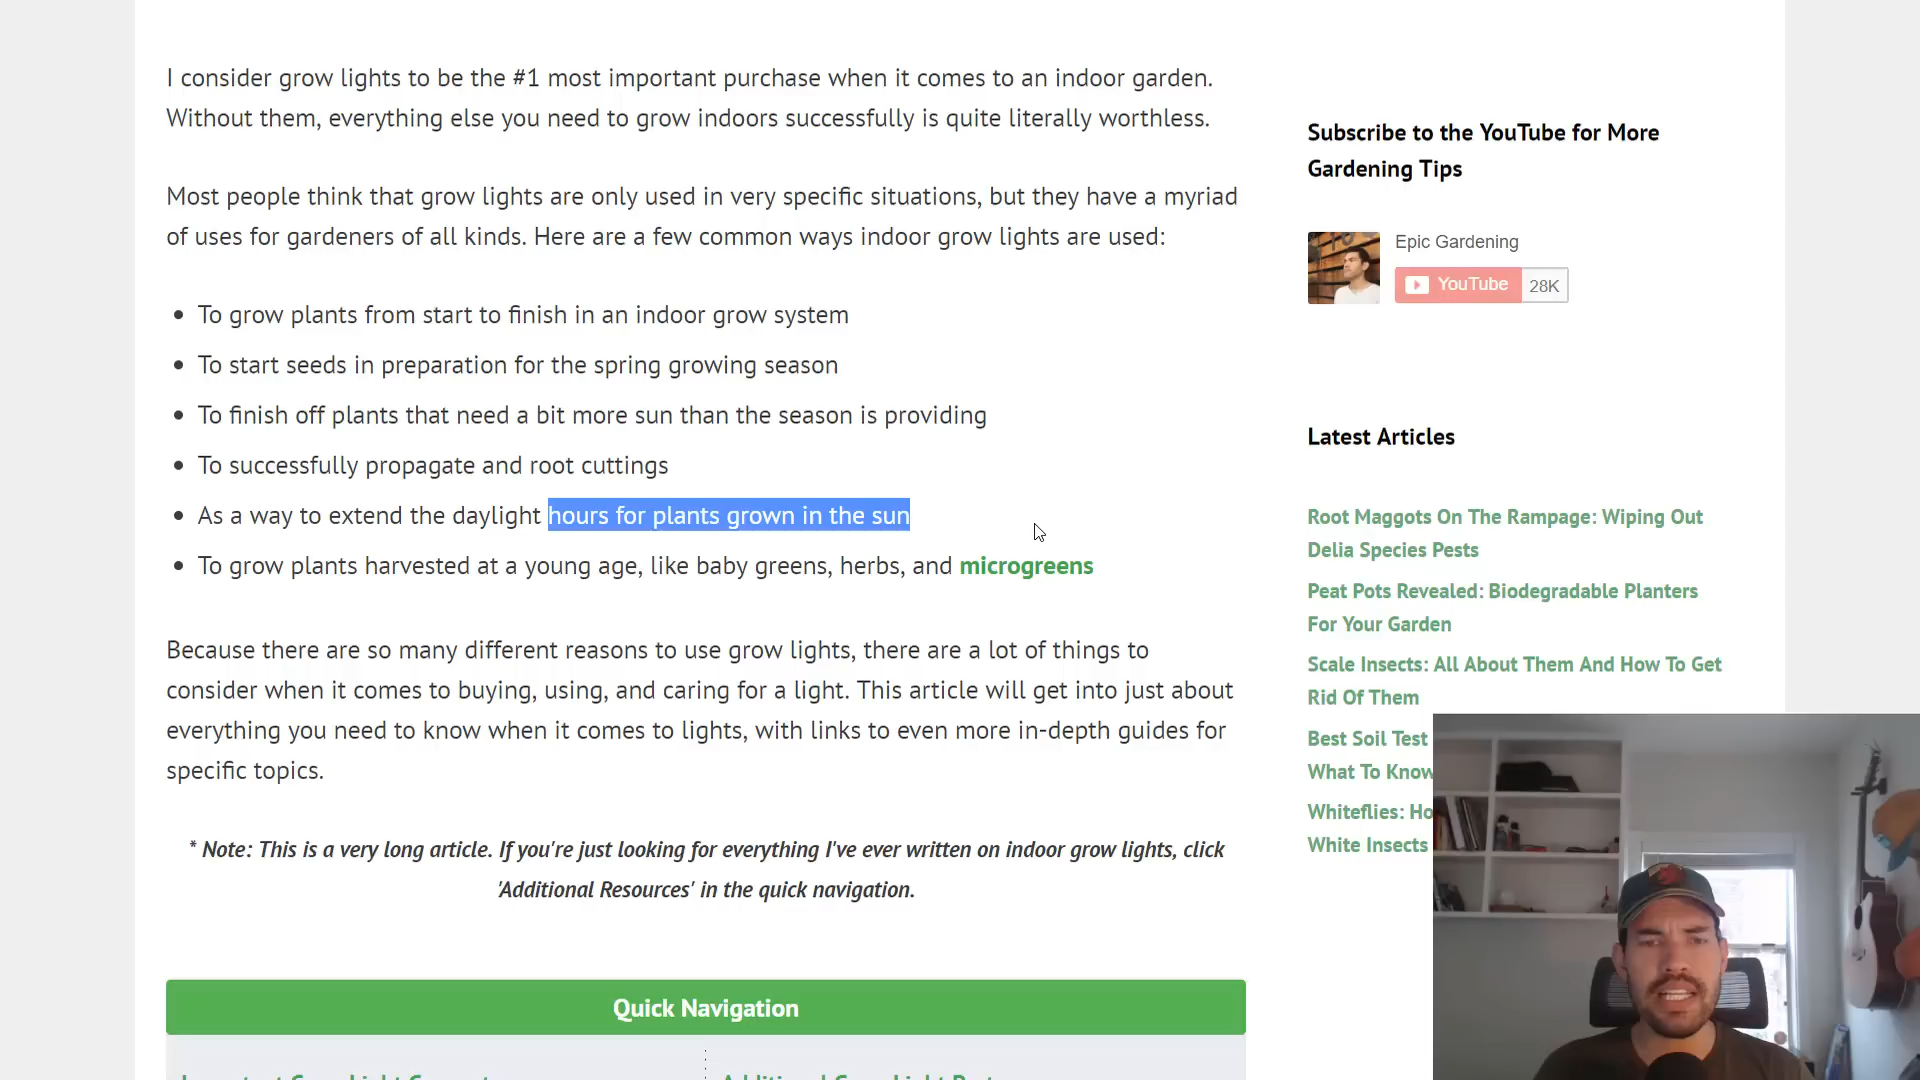 I consider grow lights to be the #1 most important purchase when it comes to an indoor garden.
Without them, everything else you need to grow indoors successfully is quite literally worthless.
Most people think that grow lights are only used in very specific situations, but they have a myriad
of uses for gardeners of all kinds. Here are a few common ways indoor grow lights are used:
• To grow plants from start to finish in an indoor grow system
• To start seeds in preparation for the spring growing season
• To finish off plants that need a bit more sun than the season is providing
• To successfully propagate and root cuttings
• As a way to extend the daylight hours for plants grown in the sun
• To grow plants harvested at a young age, like baby greens, herbs, and microgreens
Because there are so many different reasons to use grow lights, there are a lot of things to
consider when it comes to buying, using, and caring for a light. This article will get into just about
everything you need to know when it comes to lights, with links to even more in-depth guides for
specific topics.
* Note: This is a very long article. If you're just looking for everything I've ever written on indoor grow lights, click
'Additional Resources' in the quick navigation.
Quick Navigation
Subscribe to the YouTube for More
Gardening Tips
Epic Gardening
YouTube 28K
Latest Articles
Root Maggots On The Rampage: Wiping Out
Delia Species Pests
Peat Pots Revealed: Biodegradable Planters
For Your Garden
Scale Insects: All About Them And How To Get
Rid Of Them
Best Soil Test
What To Know
Whiteflies: Ho
White Insects